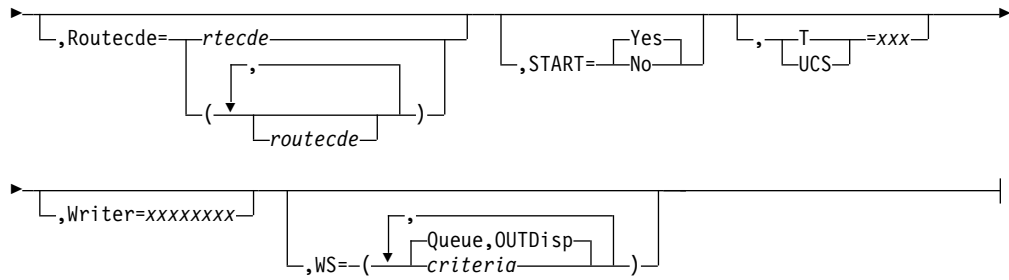 ,Routecde= rtecde
,
( routecde )
,START= Yes
No
, T =xxx
UCS
,Writer=xxxxxxxx
,WS= ( Queue,OUTDisp )
,
criteria